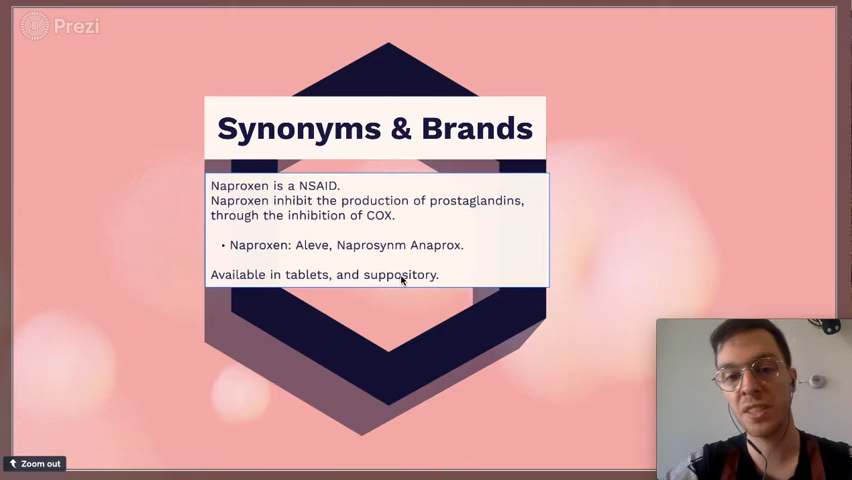 Prezi
Synonyms & Brands
Naproxen is a NSAID.
Naproxen inhibit the production of prostaglandins,
through the inhibition of COX.
• Naproxen: Aleve, Naprosynm Anaprox.
Available in tablets, and suppository.
Zoom out